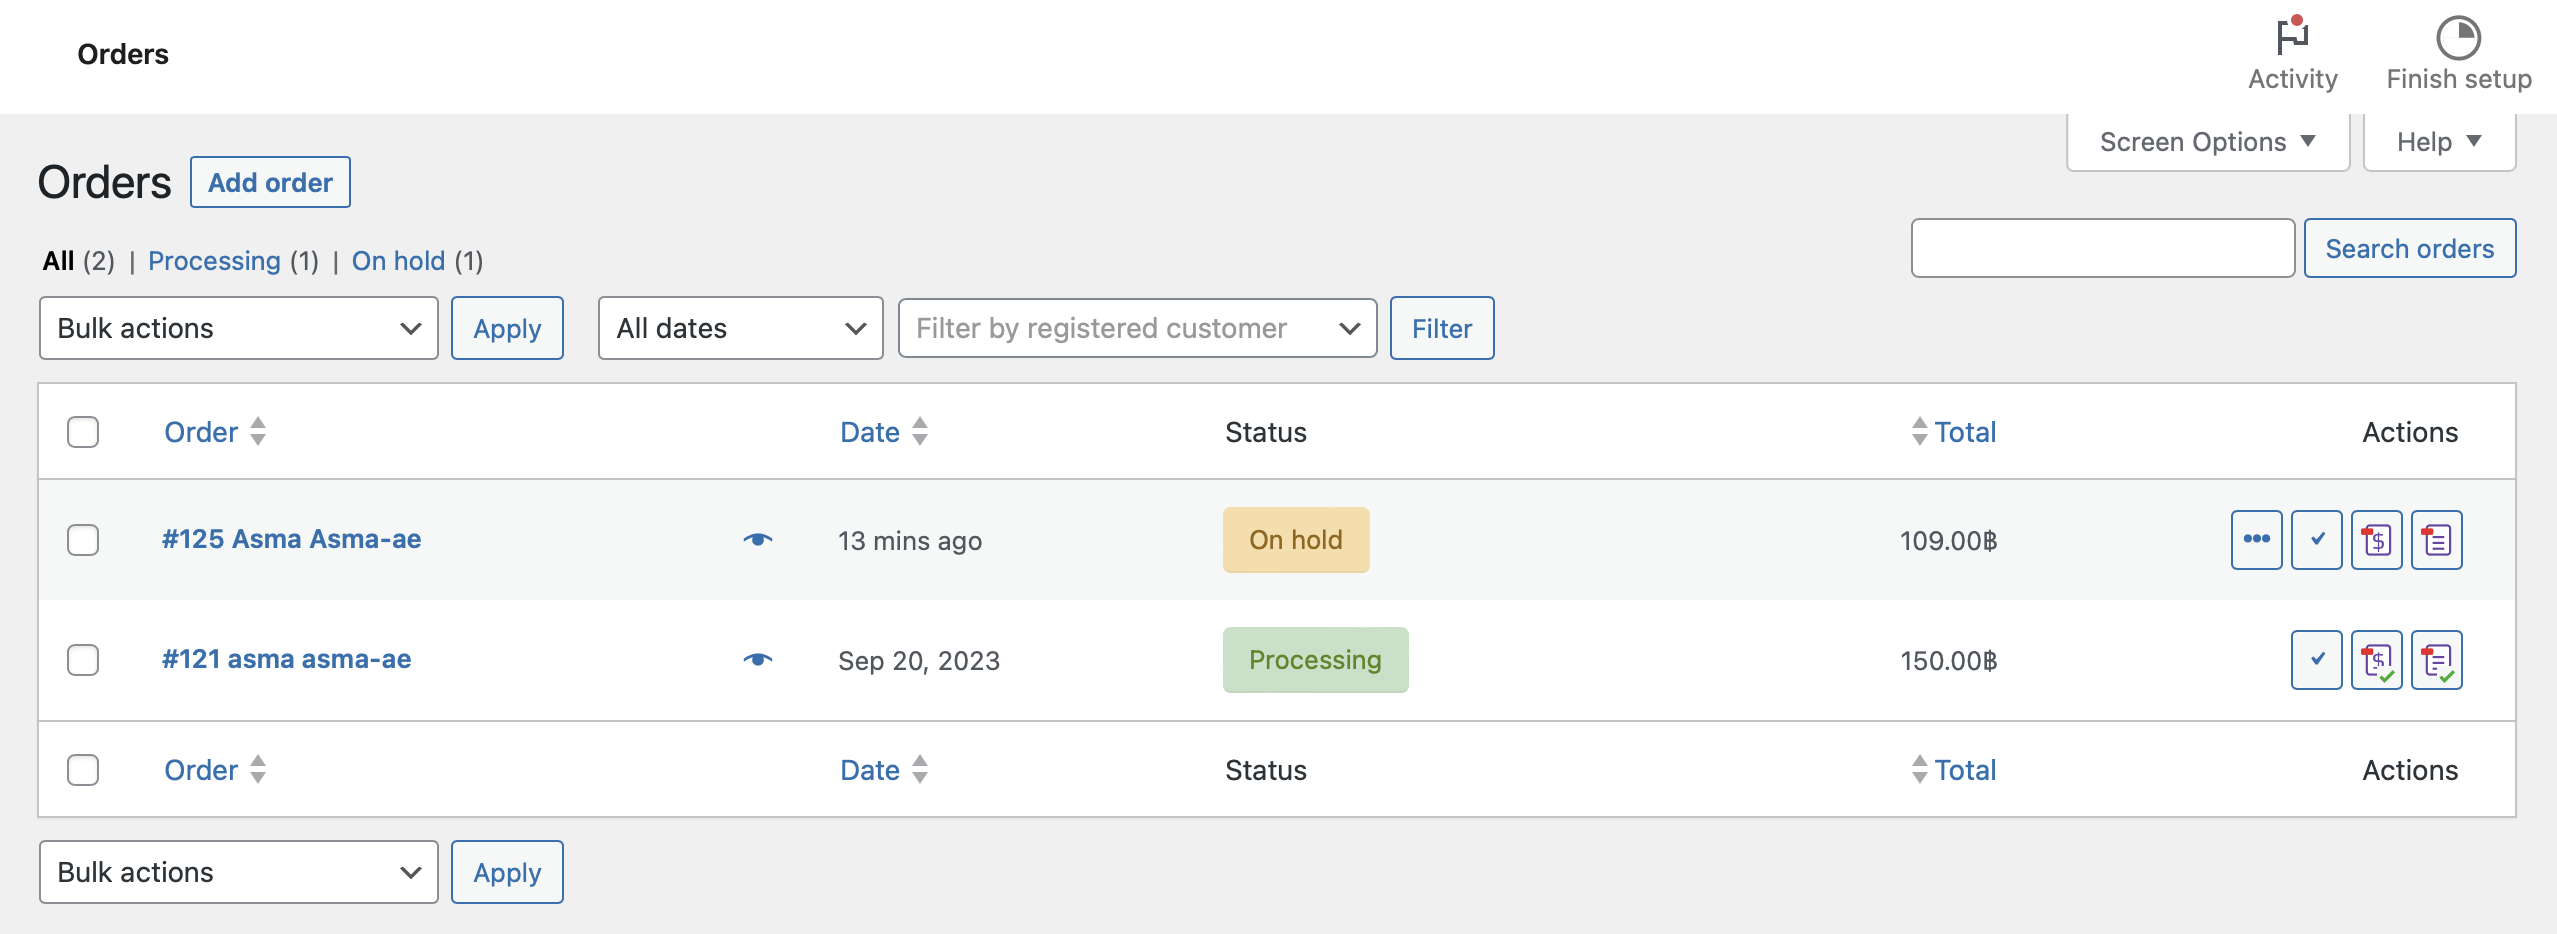 Orders
Activity
Finish setup
Screen Options ▼
Help ▼
Orders Add order
All (2) | Processing (1) | On hold (1)
Search orders
Bulk actions Apply All dates Filter by registered customer Filter
Order Date Status Total Actions
#125 Asma Asma-ae 13 mins ago On hold 109.00฿
#121 asma asma-ae Sep 20, 2023 Processing 150.00฿
Order Date Status Total Actions
Bulk actions Apply